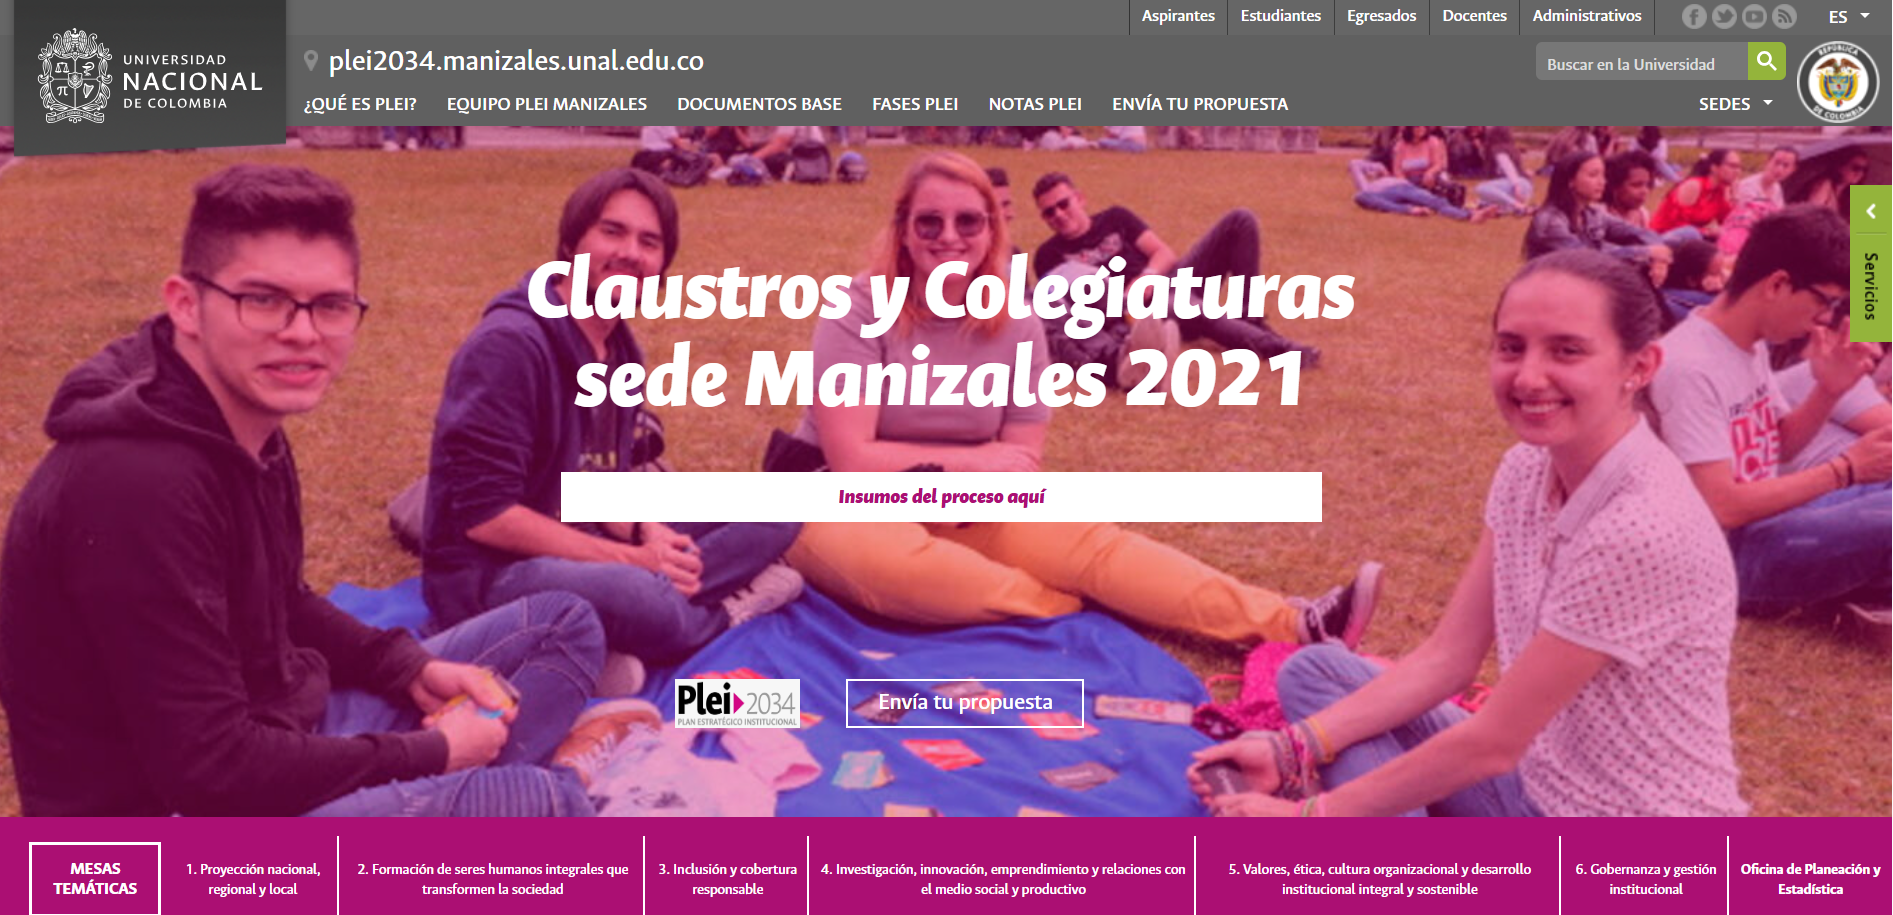 Aspirantes
Estudiantes
Egresados
Docentes
Administrativos
ES
UNIVERSIDAD
NACIONAL
DE COLOMBIA
plei2034.manizales.unal.edu.co
Buscar en la Universidad
REPÚBLICA
DE COLOMBIA
¿QUÉ ES PLEI?
EQUIPO PLEI MANIZALES
DOCUMENTOS BASE
FASES PLEI
NOTAS PLEI
ENVÍA TU PROPUESTA
SEDES
Servicios
Claustros y Colegiaturas
sede Manizales 2021
Insumos del proceso aquí
Plei 2034
PLAN ESTRATÉGICO INSTITUCIONAL
Envía tu propuesta
MESAS
TEMÁTICAS
1. Proyección nacional,
regional y local
2. Formación de seres humanos integrales que
transformen la sociedad
3. Inclusión y cobertura
responsable
4. Investigación, innovación, emprendimiento y relaciones con
el medio social y productivo
5. Valores, ética, cultura organizacional y desarrollo
institucional integral y sostenible
6. Gobernanza y gestión
institucional
Oficina de Planeación y
Estadística